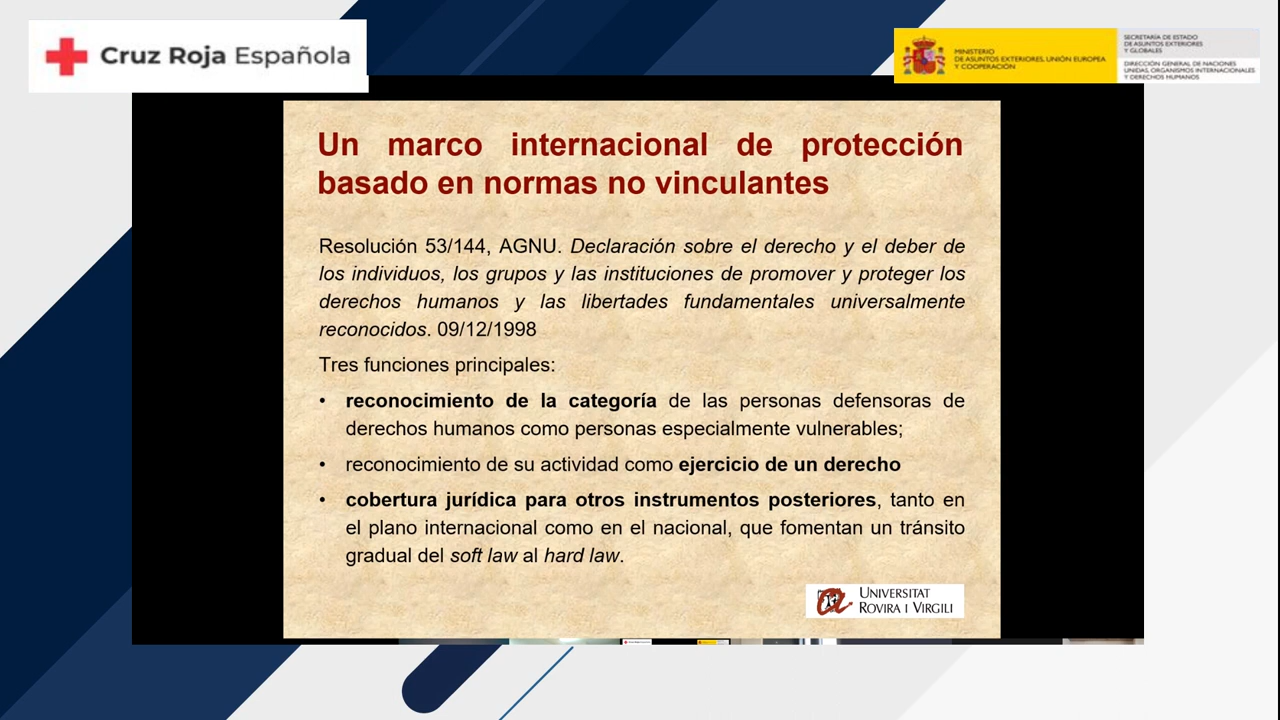 Cruz Roja Española
MINISTERIO
DE ASUNTOS EXTERIORES, UNIÓN EUROPEA
Y COOPERACIÓN
SECRETARÍA DE ESTADO
DE ASUNTOS EXTERIORES
Y GLOBALES
DIRECCIÓN GENERAL DE NACIONES
UNIDAS, ORGANISMOS INTERNACIONALES
Y DERECHOS HUMANOS
Un marco internacional de protección
basado en normas no vinculantes
Resolución 53/144, AGNU. Declaración sobre el derecho y el deber de
los individuos, los grupos y las instituciones de promover y proteger los
derechos humanos y las libertades fundamentales universalmente
reconocidos. 09/12/1998
Tres funciones principales:
• reconocimiento de la categoría de las personas defensoras de
derechos humanos como personas especialmente vulnerables;
• reconocimiento de su actividad como ejercicio de un derecho
• cobertura jurídica para otros instrumentos posteriores, tanto en
el plano internacional como en el nacional, que fomentan un tránsito
gradual del soft law al hard law.
UNIVERSITAT
ROVIRA I VIRGILI